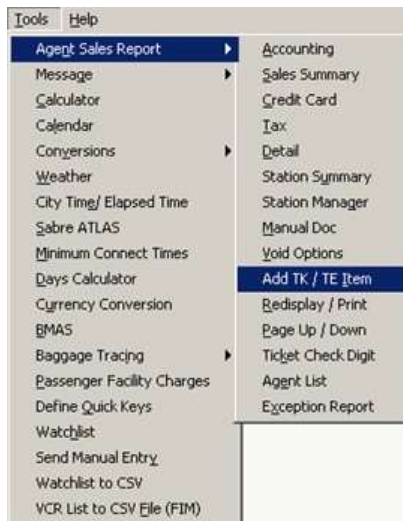 Tools Help
Agent Sales Report
Message
Calculator
Calendar
Conversions
Weather
City Time/ Elapsed Time
Sabre ATLAS
Minimum Connect Times
Days Calculator
Currency Conversion
BMAS
Baggage Tracing
Passenger Facility Charges
Define Quick Keys
Watchlist
Send Manual Entry
Watchlist to CSV
VCR List to CSV File (FIM)
Accounting
Sales Summary
Credit Card
Tax
Detail
Station Summary
Station Manager
Manual Doc
Void Options
Add TK / TE Item
Redisplay / Print
Page Up / Down
Ticket Check Digit
Agent List
Exception Report